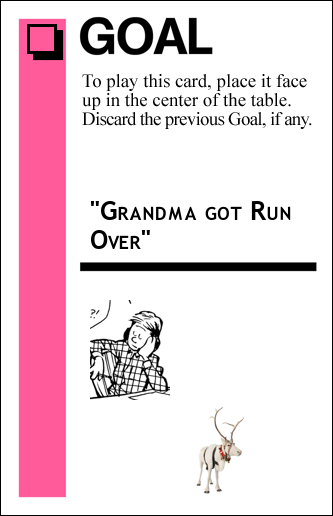 GOAL
To play this card, place it face
up in the center of the table.
Discard the previous Goal, if any.
"GRANDMA GOT RUN
OVER"
?!